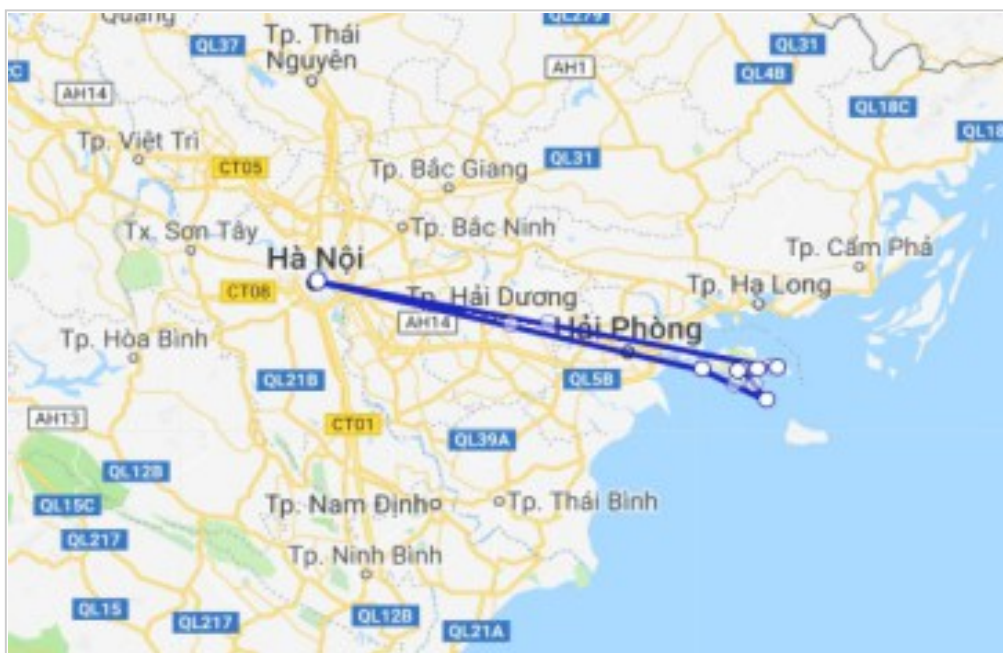 Quang
QL37
Tp. Thái
Nguyên
QL279
QL31
AH1
QL4B
AH14
QL18C
Tp. Việt Trì
CT05
QL31
QL18
Tp. Bắc Giang
Tx. Sơn Tây
Tp. Bắc Ninh
Hà Nội
Tp. Cẩm Phả
CT08
Tp. Hải Dương
Tp. Hạ Long
AH14
Hải Phòng
Tp. Hòa Bình
QL21B
QL5B
AH13
CT01
QL39A
QL12B
QL15C
Tp. Nam Định
Tp. Thái Bình
QL217
Tp. Ninh Bình
QL15
QL217
QL12B
QL21A